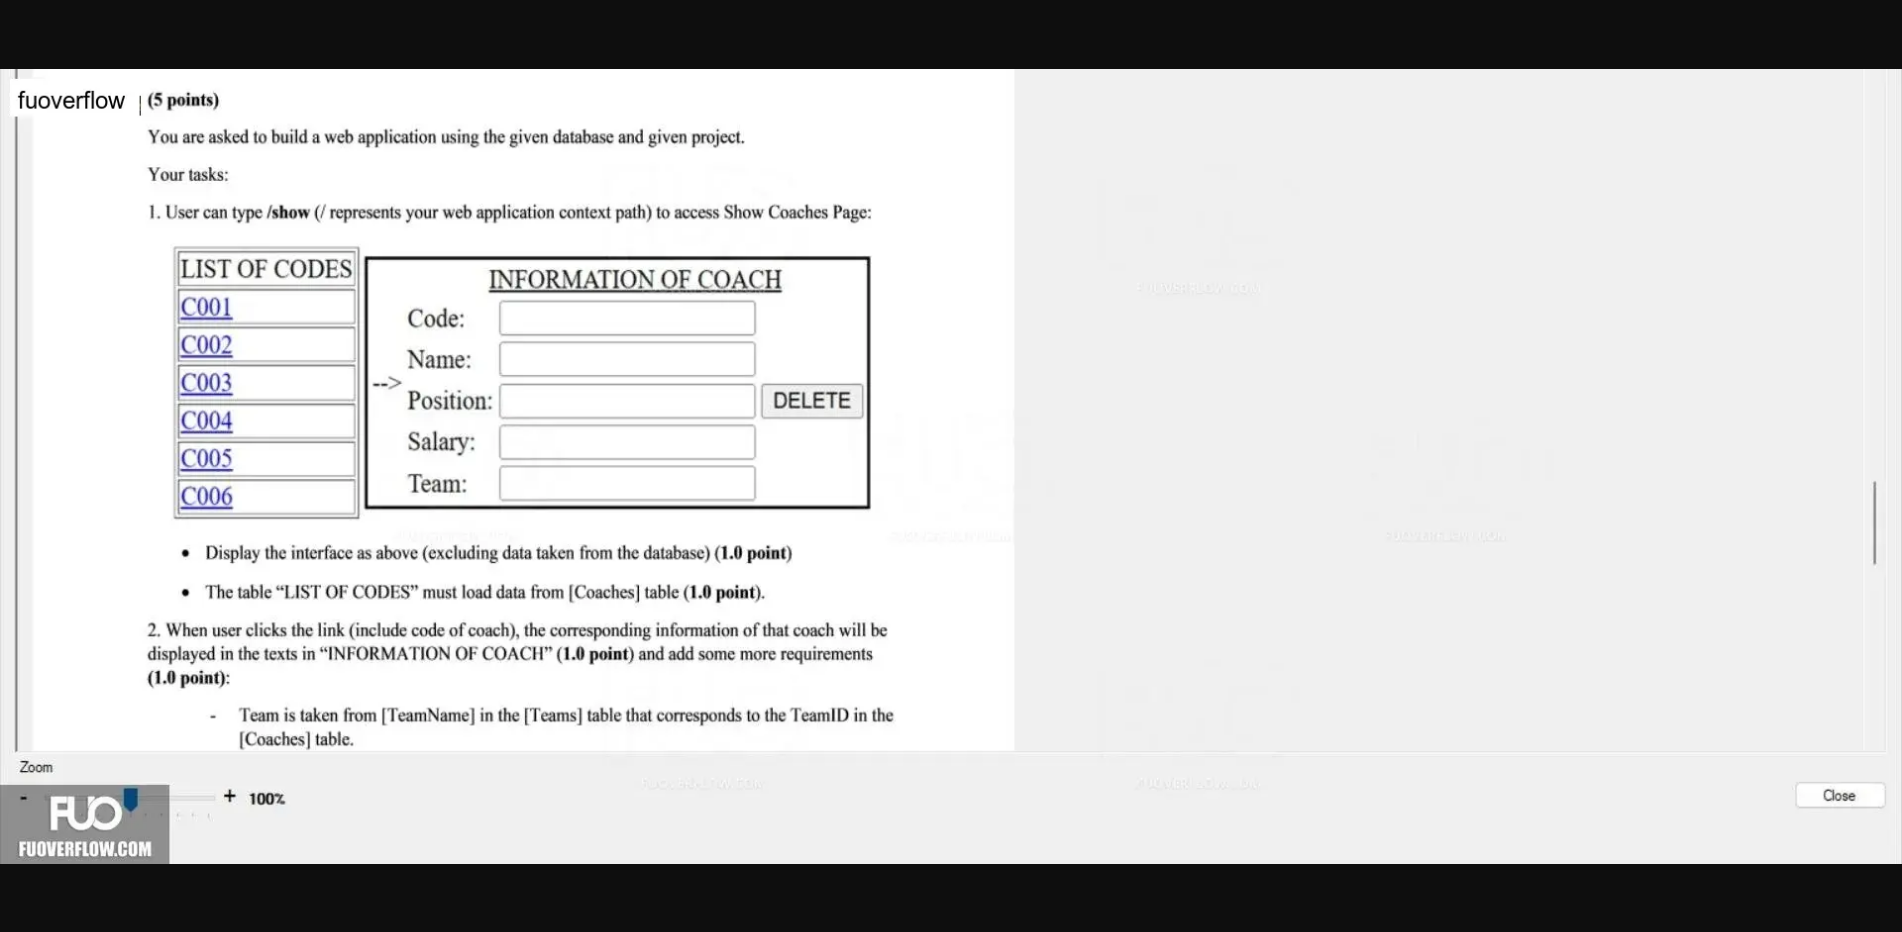 fuoverflow
(5 points)
You are asked to build a web application using the given database and given project.
Your tasks:
1. User can type /show (/ represents your web application context path) to access Show Coaches Page:
LIST OF CODES
C001
C002
C003
C004
C005
C006
-->
INFORMATION OF COACH
Code:
Name:
Position:
DELETE
Salary:
Team:
• Display the interface as above (excluding data taken from the database) (1.0 point)
• The table “LIST OF CODES” must load data from [Coaches] table (1.0 point).
2. When user clicks the link (include code of coach), the corresponding information of that coach will be
displayed in the texts in “INFORMATION OF COACH” (1.0 point) and add some more requirements
(1.0 point):
- Team is taken from [TeamName] in the [Teams] table that corresponds to the TeamID in the
[Coaches] table.
Zoom
- + 100%
Close
FUO
FUOVERFLOW.COM